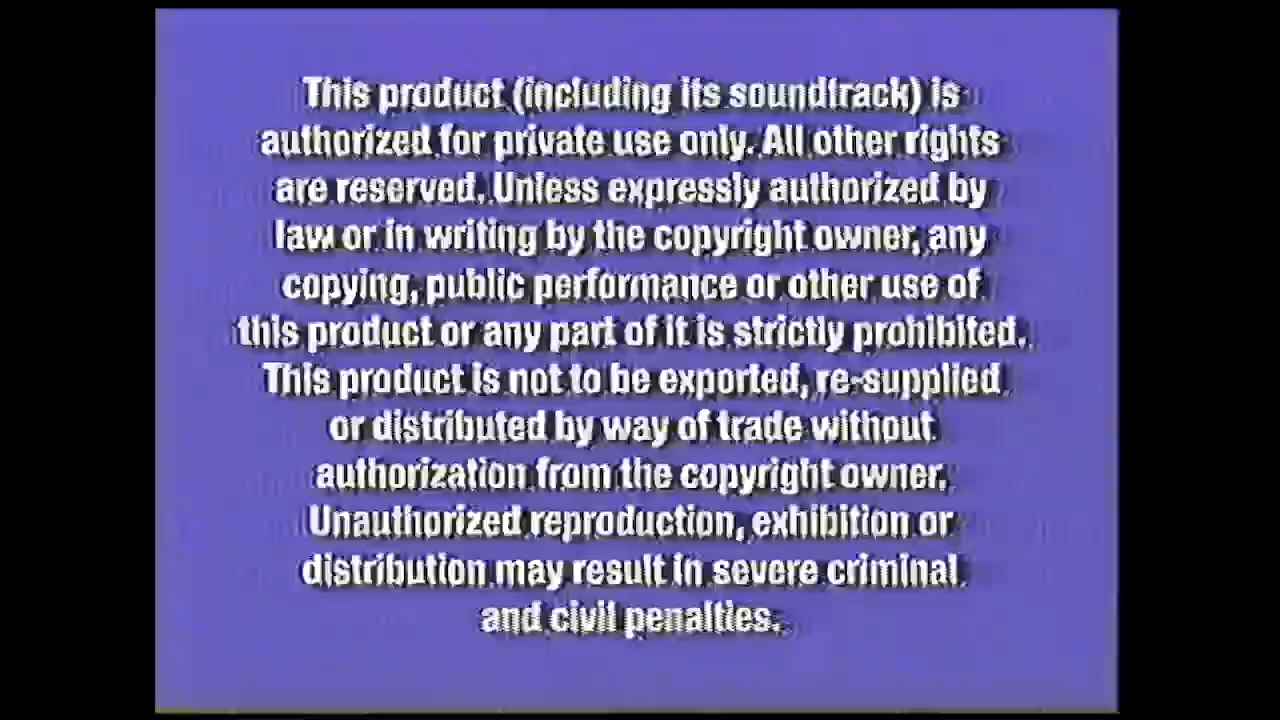 This product (including its soundtrack) is
authorized for private use only. All other rights
are reserved. Unless expressly authorized by
law or in writing by the copyright owner, any
copying, public performance or other use of
this product or any part of it is strictly prohibited.
This product is not to be exported, re-supplied
or distributed by way of trade without
authorization from the copyright owner.
Unauthorized reproduction, exhibition or
distribution may result in severe criminal
and civil penalties.